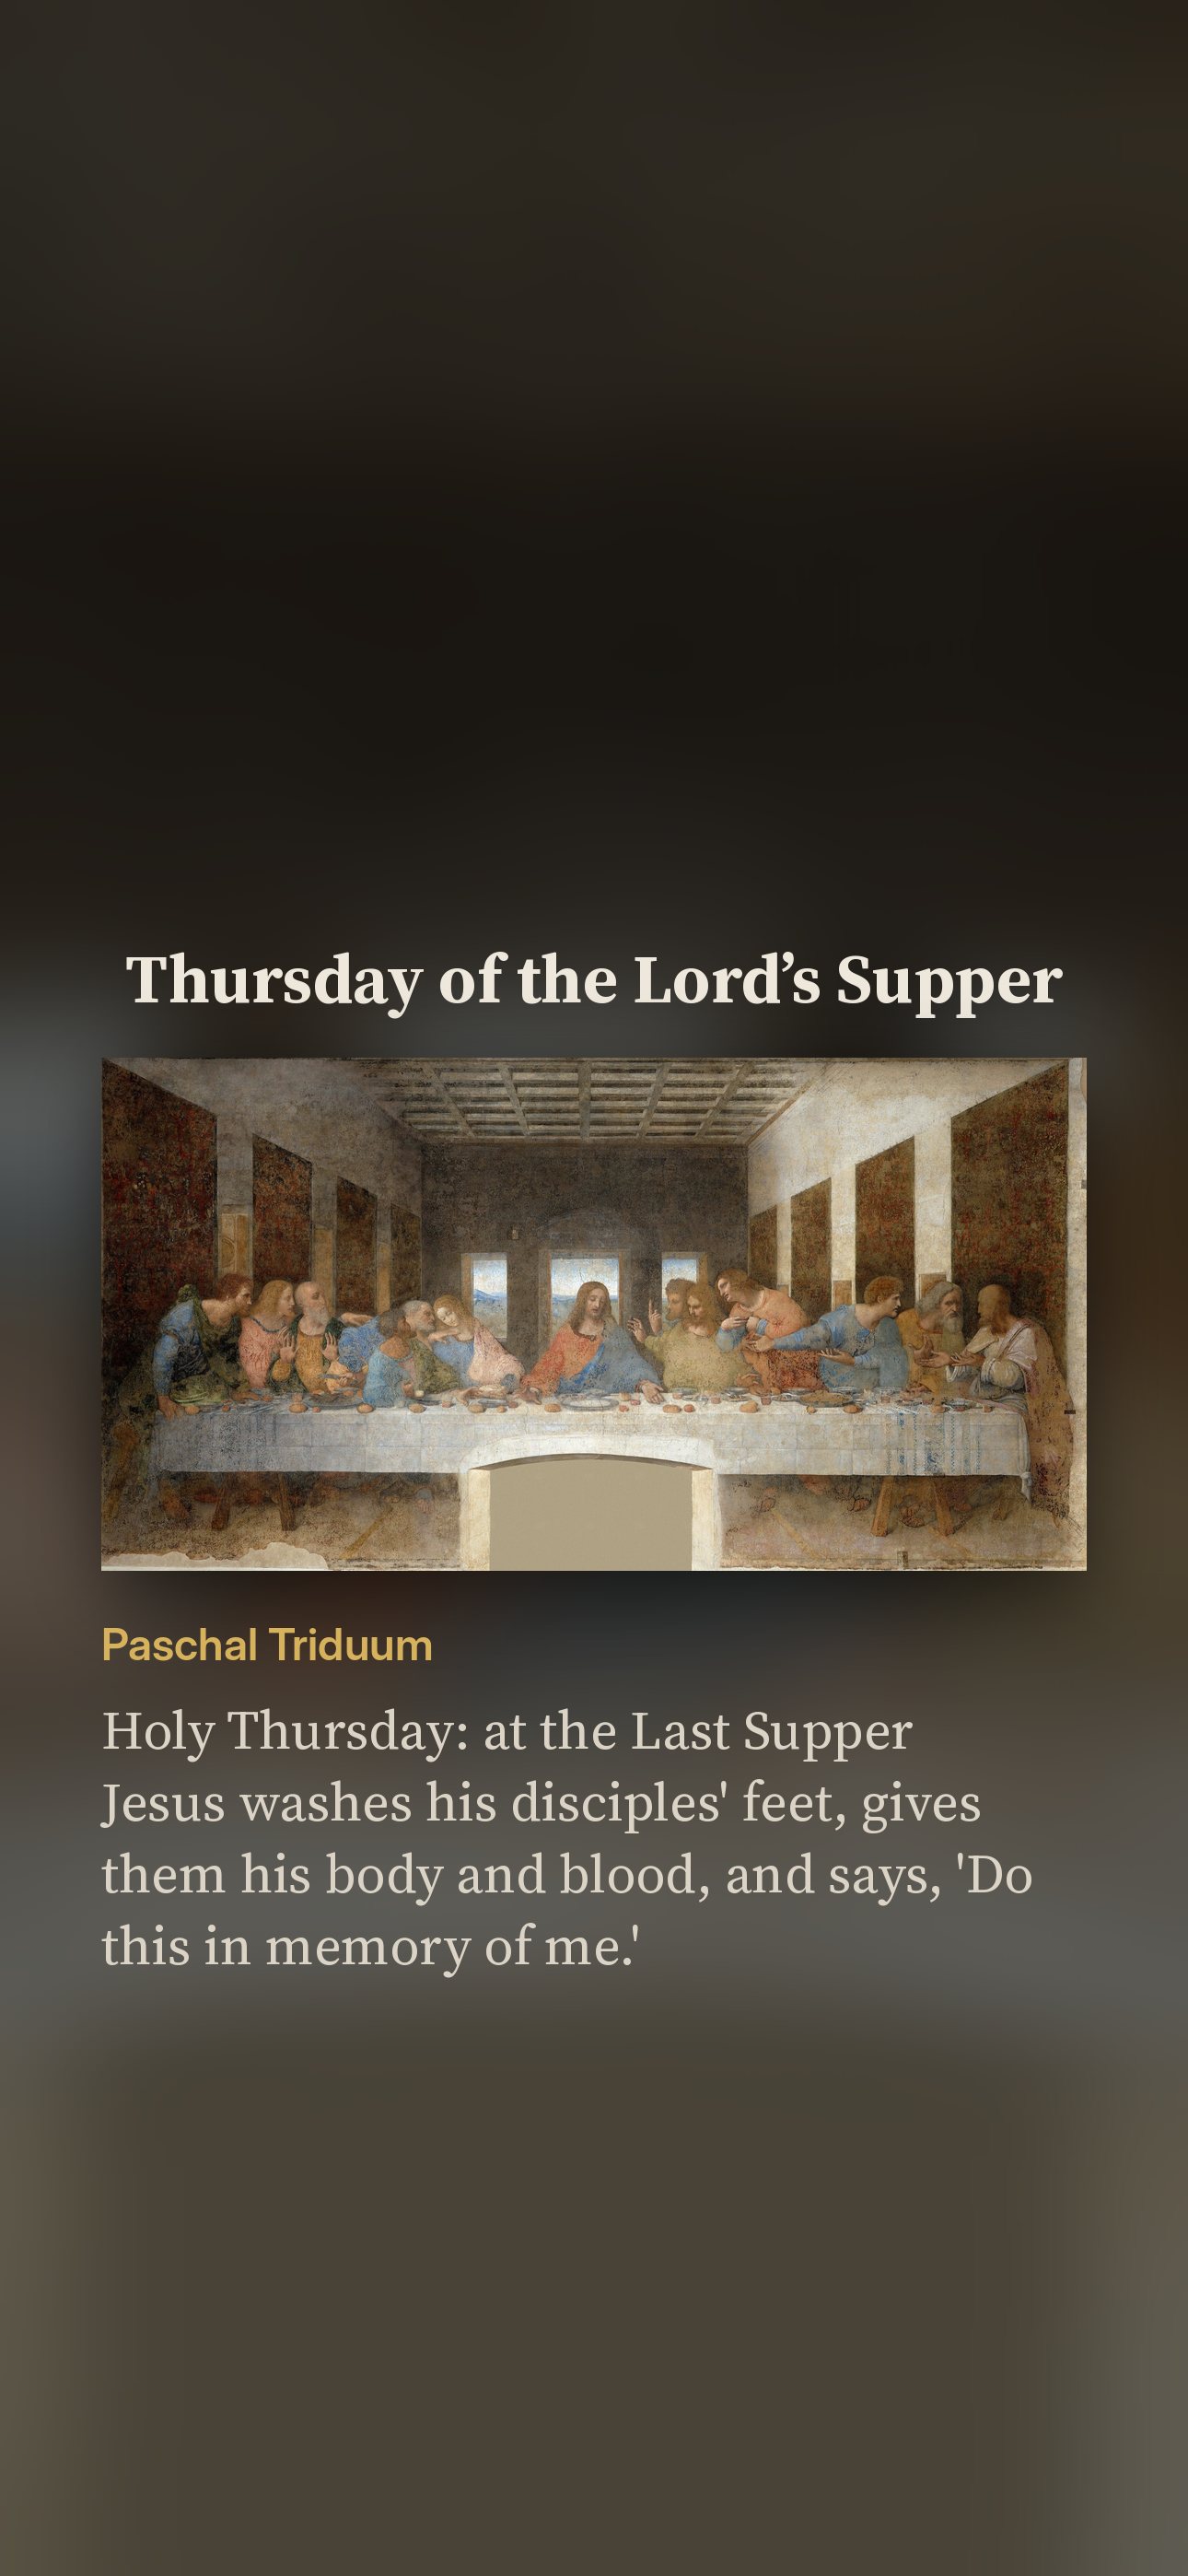 Thursday of the Lord’s Supper
Paschal Triduum
Holy Thursday: at the Last Supper
Jesus washes his disciples' feet, gives
them his body and blood, and says, 'Do
this in memory of me.'